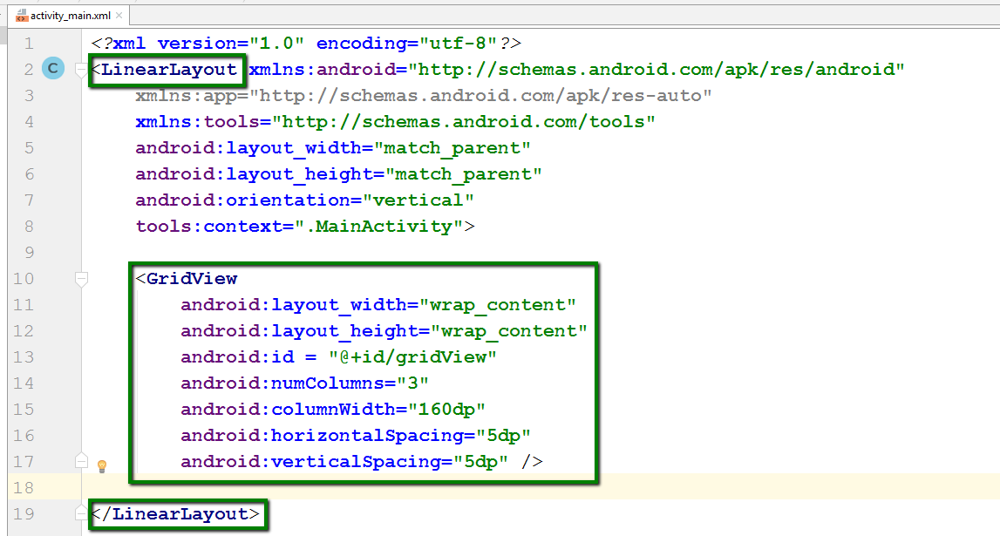 activity_main.xml ×
1 <?xml version="1.0" encoding="utf-8"?>
2 C <LinearLayout xmlns:android="http://schemas.android.com/apk/res/android"
3 xmlns:app="http://schemas.android.com/apk/res-auto"
4 xmlns:tools="http://schemas.android.com/tools"
5 android:layout_width="match_parent"
6 android:layout_height="match_parent"
7 android:orientation="vertical"
8 tools:context=".MainActivity">
9
10 <GridView
11 android:layout_width="wrap_content"
12 android:layout_height="wrap_content"
13 android:id = "@+id/gridView"
14 android:numColumns="3"
15 android:columnWidth="160dp"
16 android:horizontalSpacing="5dp"
17 android:verticalSpacing="5dp" />
18
19 </LinearLayout>